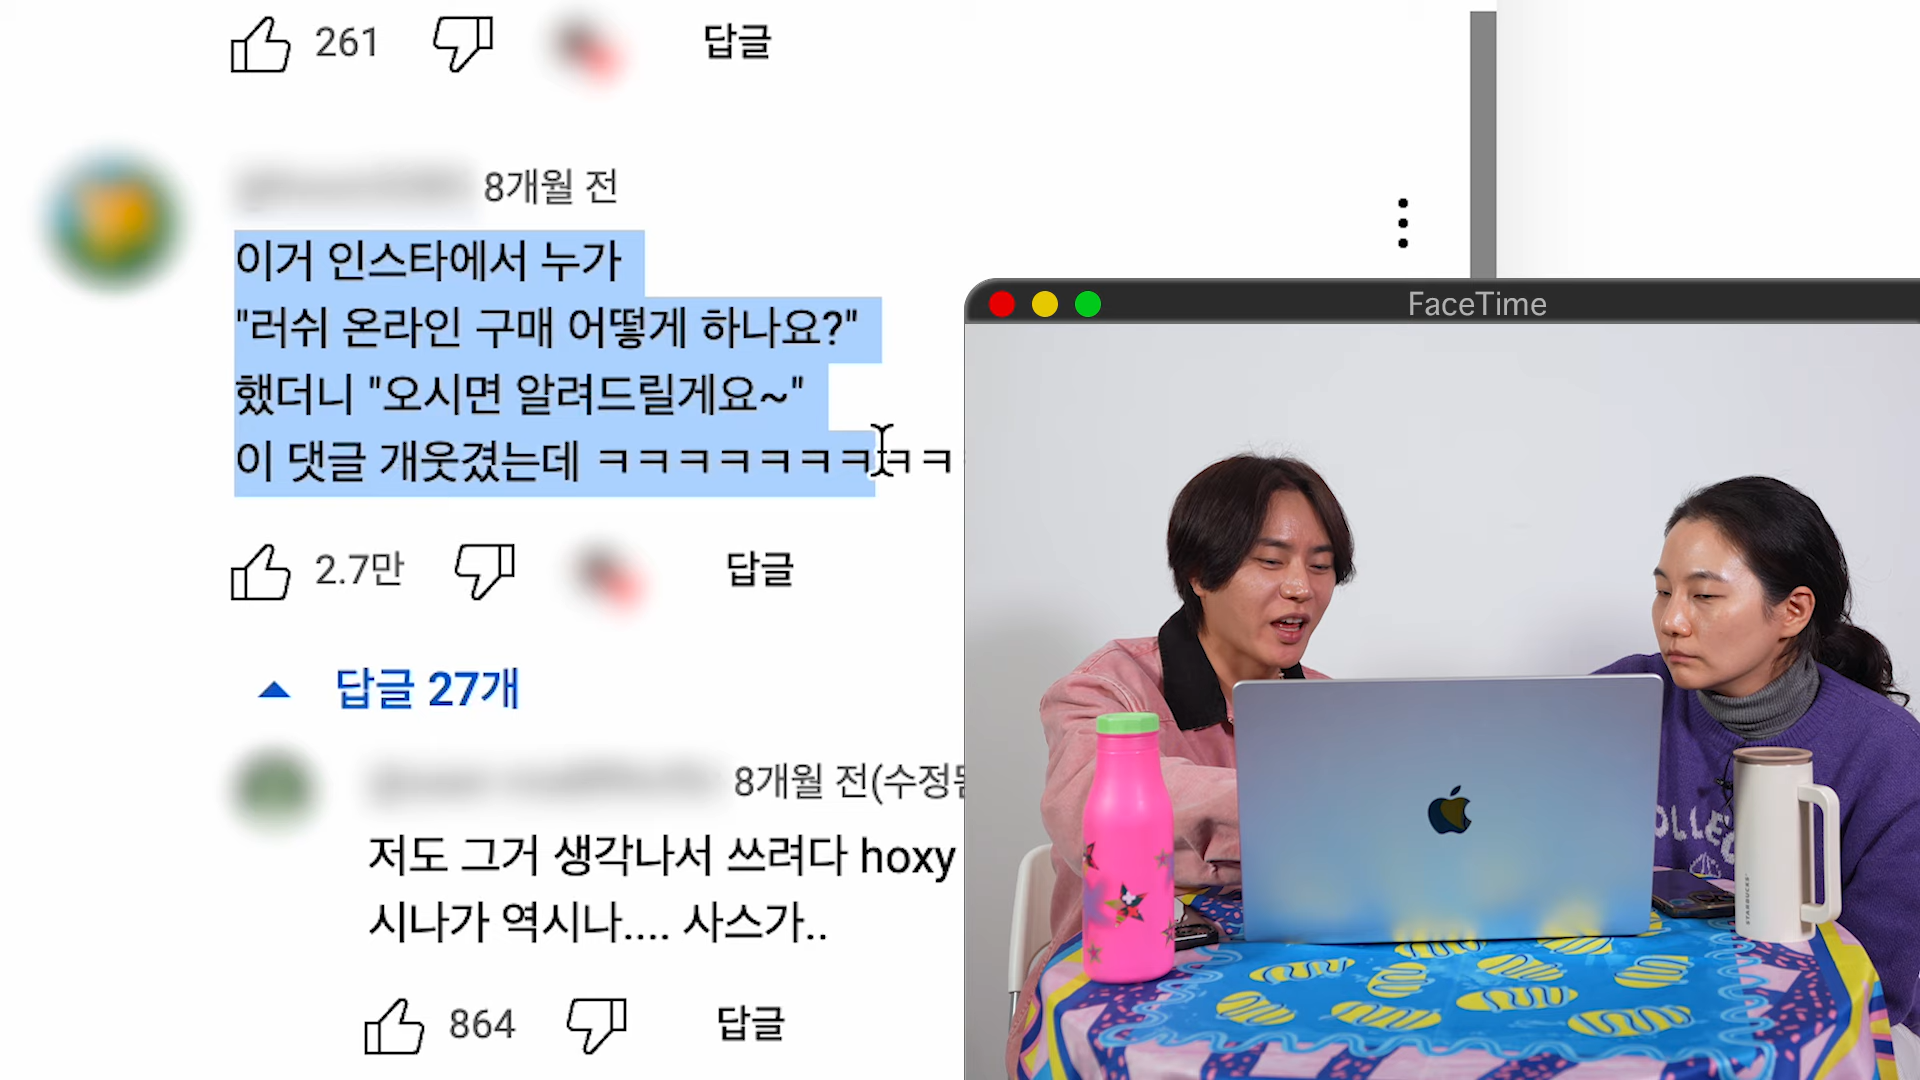 261 답글
8개월 전
이거 인스타에서 누가
"러쉬 온라인 구매 어떻게 하나요?"
했더니 "오시면 알려드릴게요~"
이 댓글 개웃겼는데 ㅋㅋㅋㅋㅋㅋㅋㅋㅋ
2.7만 답글
답글 27개
8개월 전(수정
저도 그거 생각나서 쓰려다 hoxy
시나가 역시나.... 사스가..
864 답글
FaceTime
STARBUCKS